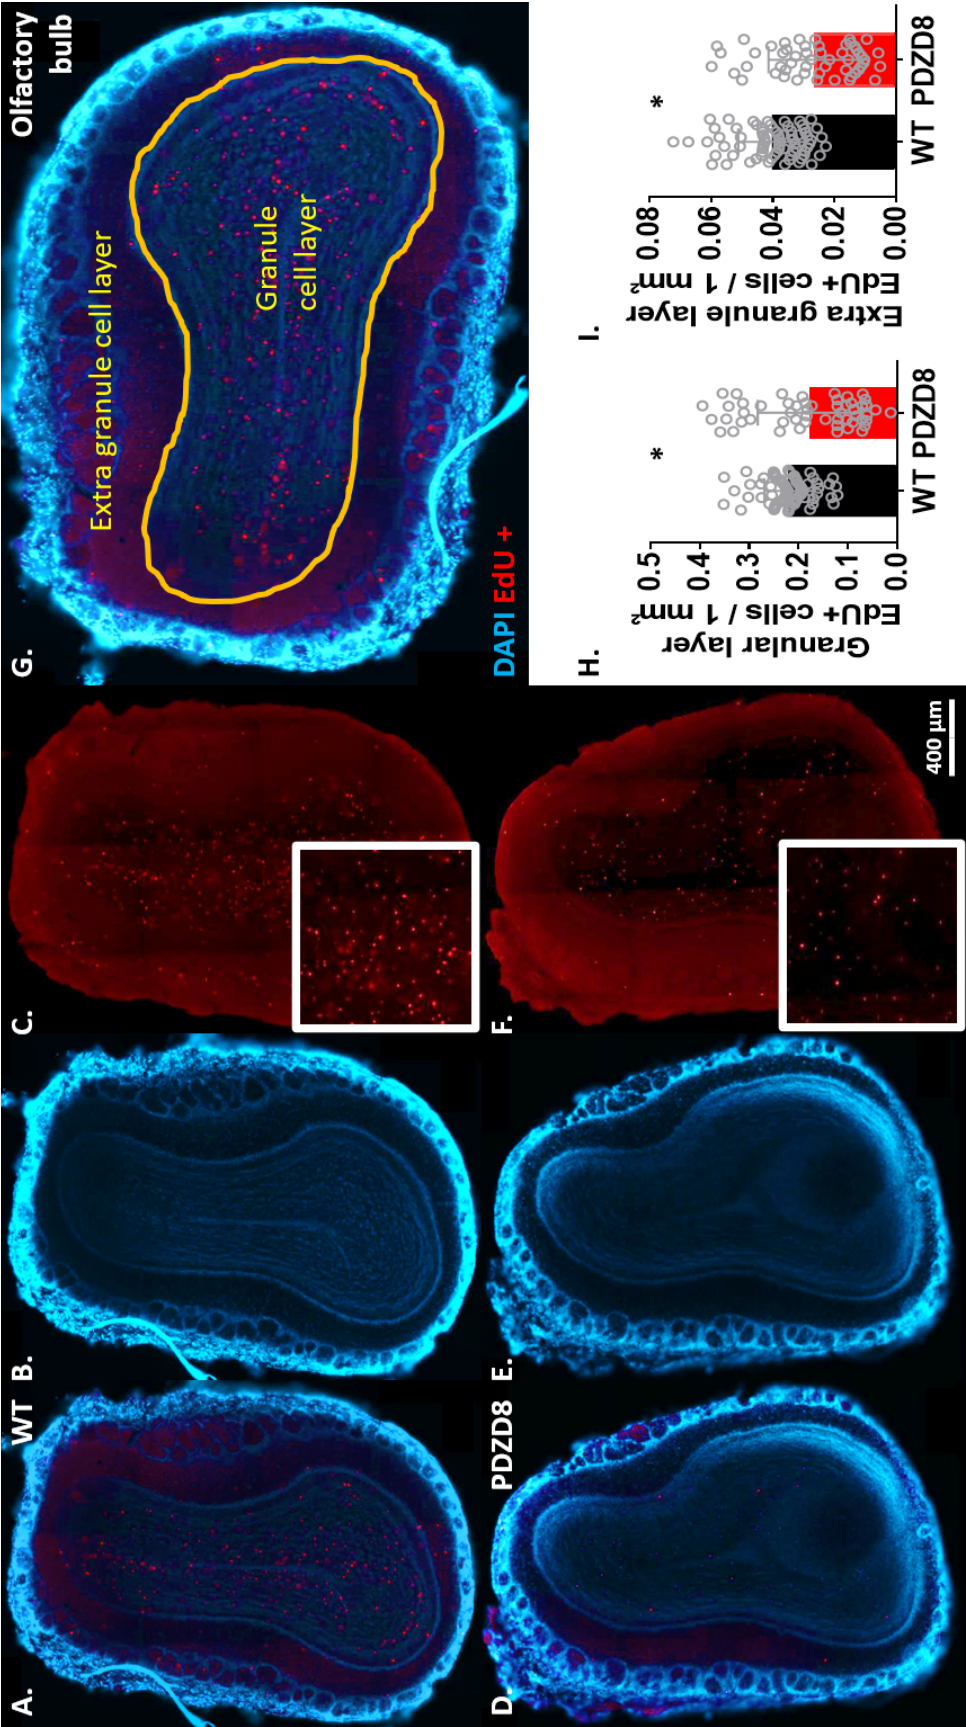 A.
WT
B.
C.
D.
PDZD8
E.
F.
400 µm
G.
Olfactory
bulb
Extra granule cell layer
Granule
cell layer
DAPI EdU +
H.
Granular layer
EdU+ cells / 1 mm²
0.5
0.4
0.3
0.2
0.1
0.0
*
WT PDZD8
I.
Extra granule layer
EdU+ cells / 1 mm²
0.08
0.06
0.04
0.02
0.00
*
WT PDZD8